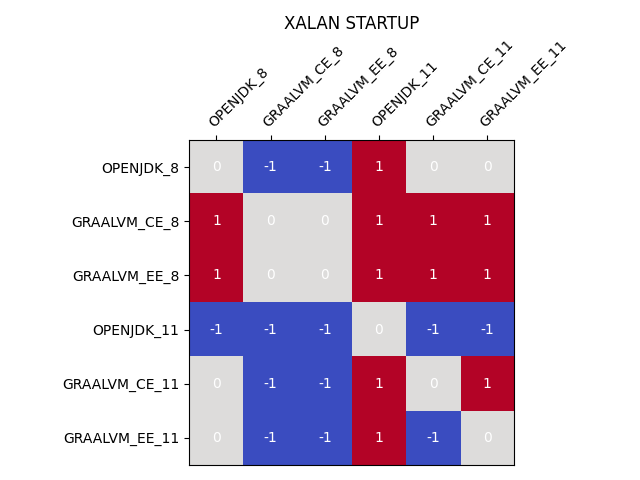 XALAN STARTUP
OPENJDK_8 GRAALVM_CE_8 GRAALVM_EE_8 OPENJDK_11 GRAALVM_CE_11 GRAALVM_EE_11
OPENJDK_8 0 -1 -1 1 0 0
GRAALVM_CE_8 1 0 0 1 1 1
GRAALVM_EE_8 1 0 0 1 1 1
OPENJDK_11 -1 -1 -1 0 -1 -1
GRAALVM_CE_11 0 -1 -1 1 0 1
GRAALVM_EE_11 0 -1 -1 1 -1 0